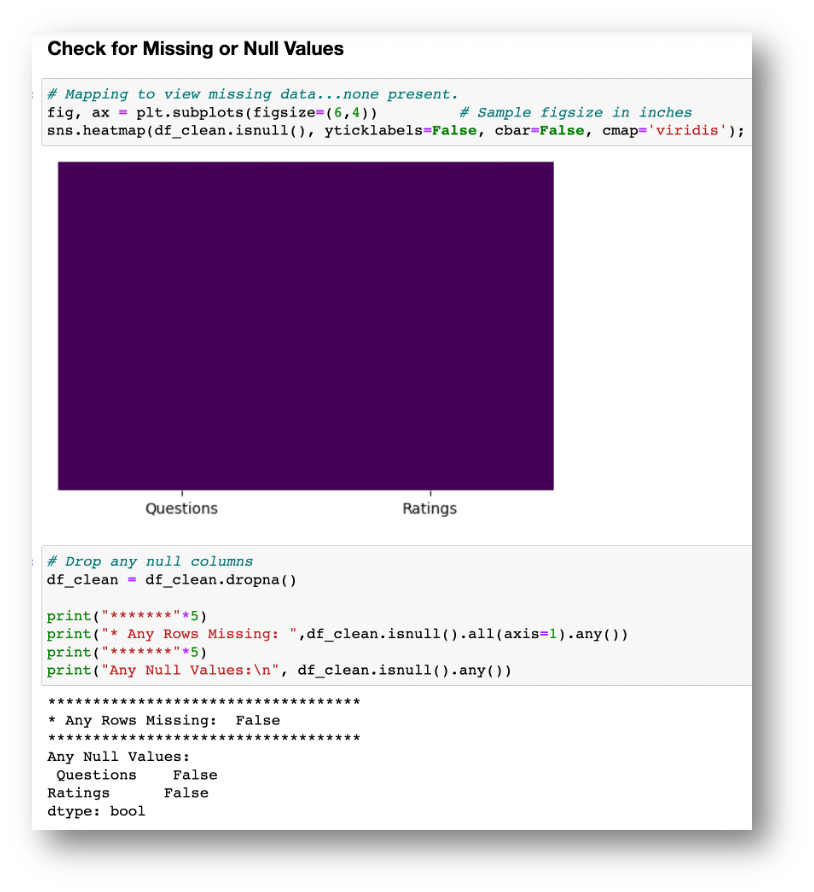 Check for Missing or Null Values
# Mapping to view missing data...none present.
fig, ax = plt.subplots(figsize=(6,4))         # Sample figsize in inches
sns.heatmap(df_clean.isnull(), yticklabels=False, cbar=False, cmap='viridis');
Questions Ratings
# Drop any null columns
df_clean = df_clean.dropna()
print("*******"*5)
print("* Any Rows Missing: ",df_clean.isnull().all(axis=1).any())
print("*******"*5)
print("Any Null Values:\n", df_clean.isnull().any())
***********************************
* Any Rows Missing:  False
***********************************
Any Null Values:
 Questions    False
Ratings      False
dtype: bool